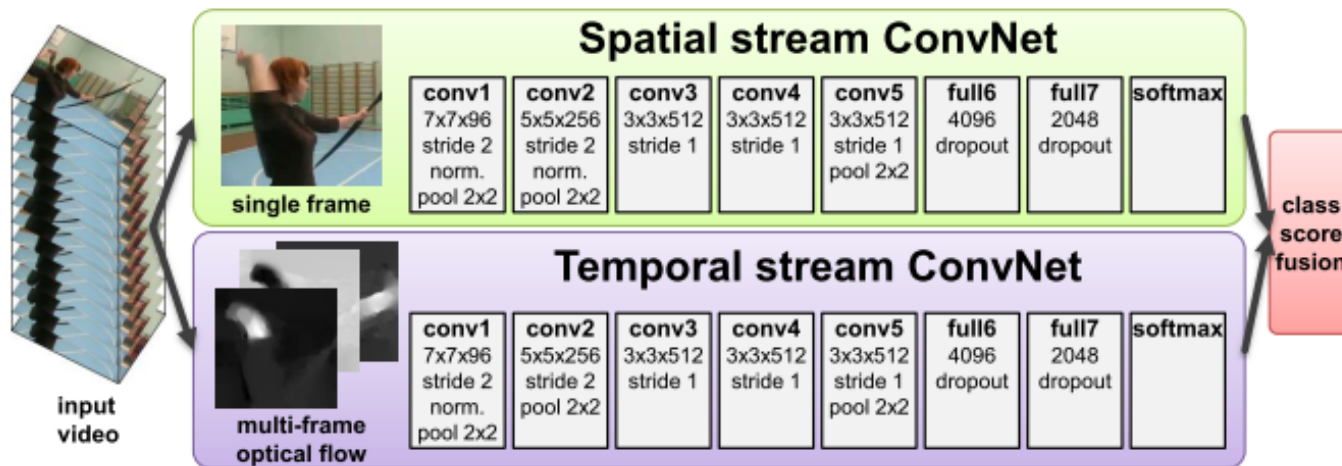 input
video
Spatial stream ConvNet
single frame
conv1
7x7x96
stride 2
norm.
pool 2x2
conv2
5x5x256
stride 2
norm.
pool 2x2
conv3
3x3x512
stride 1
conv4
3x3x512
stride 1
conv5
3x3x512
stride 1
pool 2x2
full6
4096
dropout
full7
2048
dropout
softmax
Temporal stream ConvNet
multi-frame
optical flow
conv1
7x7x96
stride 2
norm.
pool 2x2
conv2
5x5x256
stride 2
pool 2x2
conv3
3x3x512
stride 1
conv4
3x3x512
stride 1
conv5
3x3x512
stride 1
pool 2x2
full6
4096
dropout
full7
2048
dropout
softmax
class
score
fusion